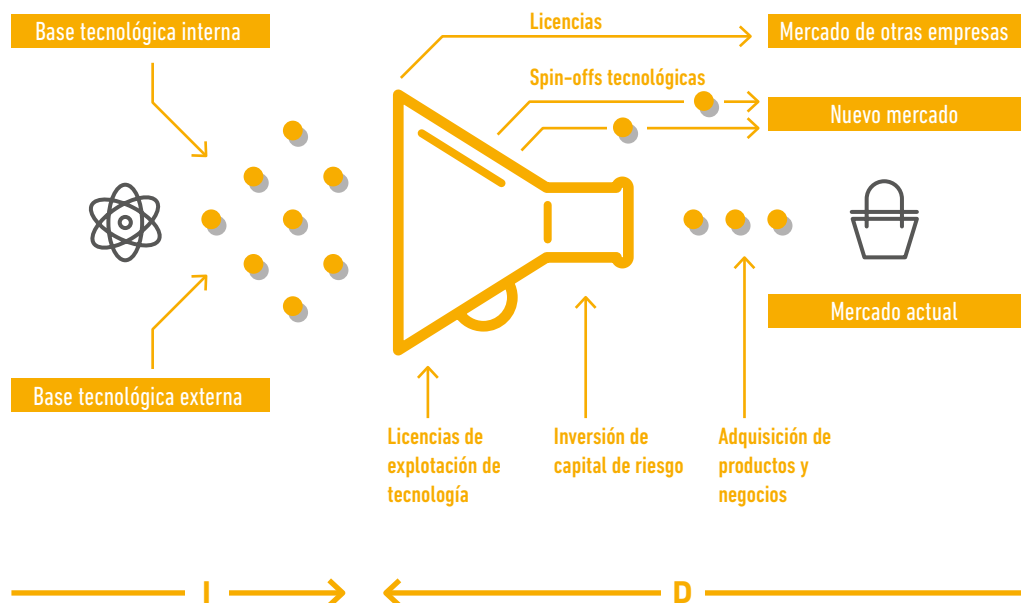 Base tecnológica interna
Licencias
Mercado de otras empresas
Spin-offs tecnológicas
Nuevo mercado
Mercado actual
Base tecnológica externa
Licencias de
explotación de
tecnología
Inversión de
capital de riesgo
Adquisición de
productos y
negocios
I
D